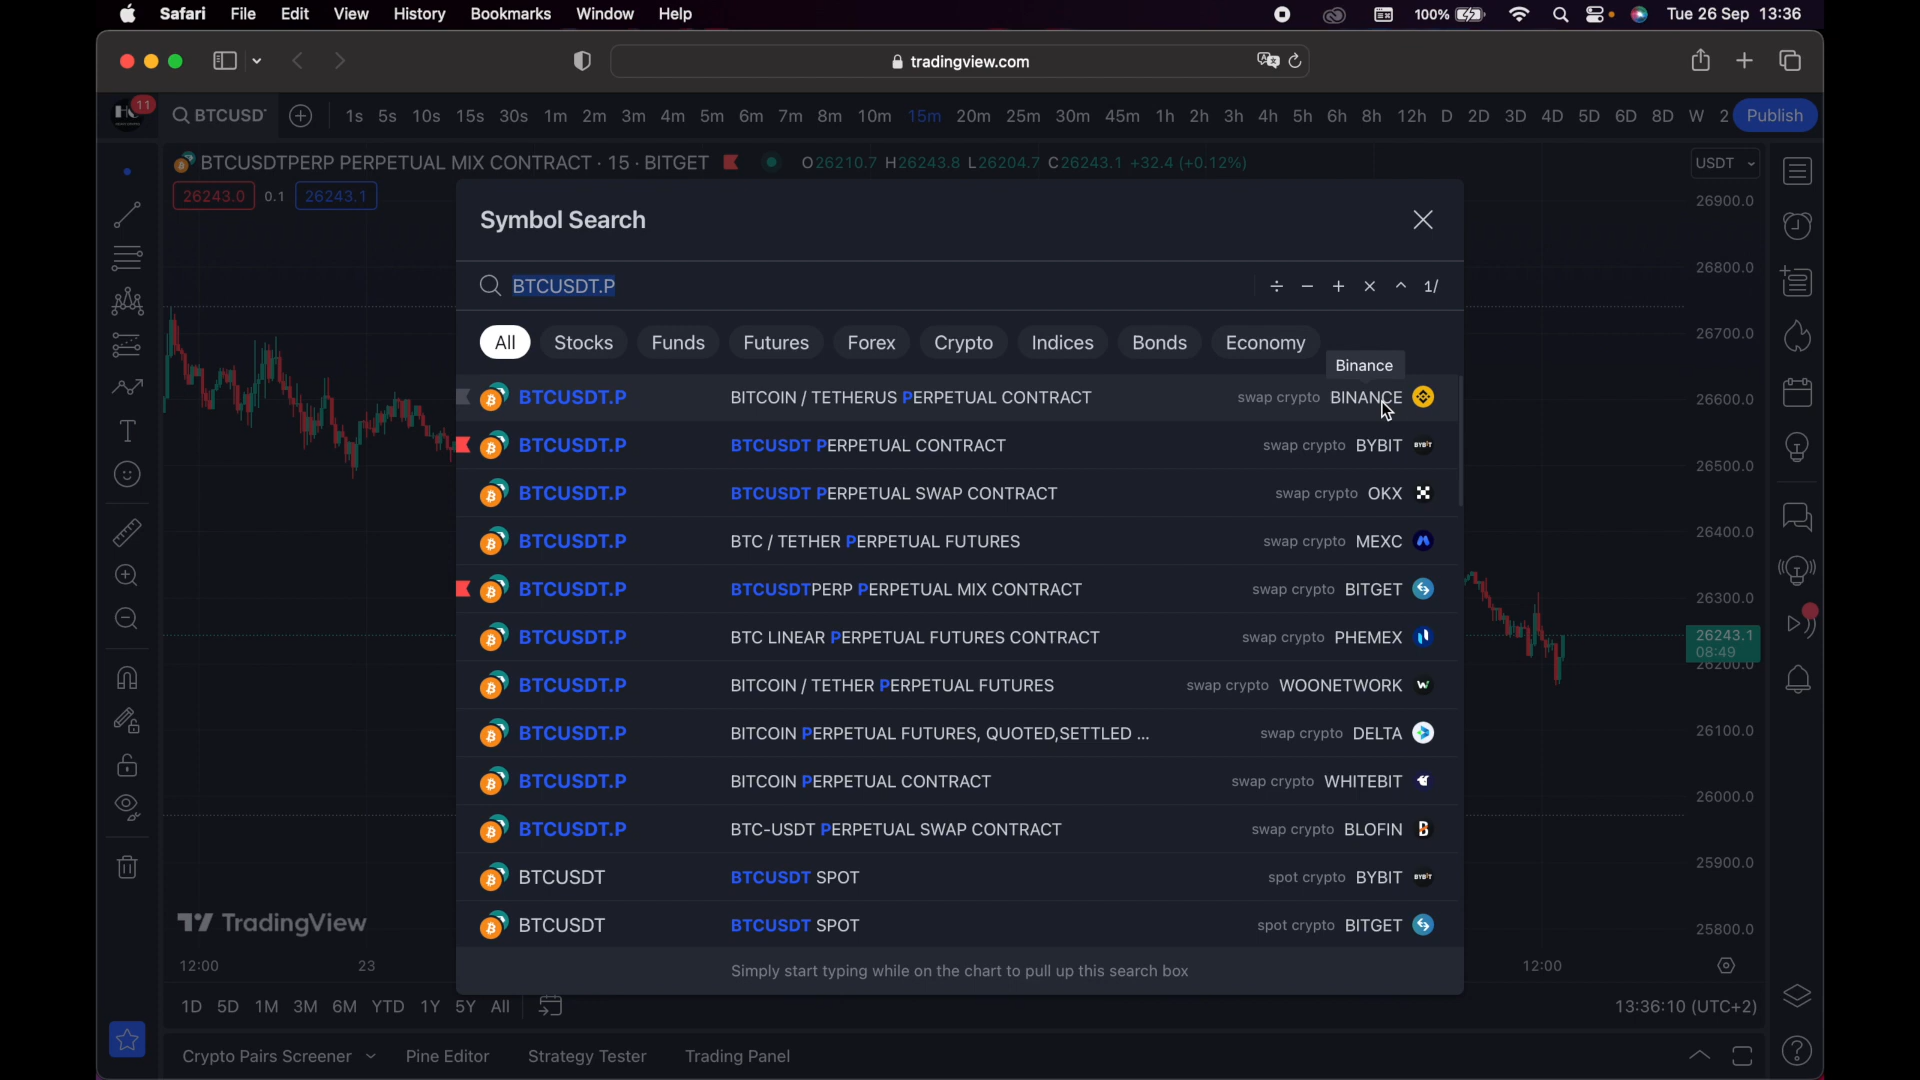 Safari File Edit View History Bookmarks Window Help 100% Tue 26 Sep 13:36
tradingview.com
11 BTCUSD 1s 5s 10s 15s 30s 1m 2m 3m 4m 5m 6m 7m 8m 10m 15m 20m 25m 30m 45m 1h 2h 3h 4h 5h 6h 8h 12h D 2D 3D 4D 5D 6D 8D W 2 Publish
BTCUSDTPERP PERPETUAL MIX CONTRACT · 15 · BITGET O26210.7 H26243.8 L26204.7 C26243.1 +32.4 (+0.12%) USDT
26243.0 0.1 26243.1
26900.0
Symbol Search
26800.0
BTCUSDT.P ÷ − + × ^ 1/
26700.0
All Stocks Funds Futures Forex Crypto Indices Bonds Economy
Binance
BTCUSDT.P BITCOIN / TETHERUS PERPETUAL CONTRACT swap crypto BINANCE
26600.0
BTCUSDT.P BTCUSDT PERPETUAL CONTRACT swap crypto BYBIT
26500.0
BTCUSDT.P BTCUSDT PERPETUAL SWAP CONTRACT swap crypto OKX
26400.0
BTCUSDT.P BTC / TETHER PERPETUAL FUTURES swap crypto MEXC
BTCUSDT.P BTCUSDTPERP PERPETUAL MIX CONTRACT swap crypto BITGET
26300.0
BTCUSDT.P BTC LINEAR PERPETUAL FUTURES CONTRACT swap crypto PHEMEX
26243.1
08:49
26200.0
BTCUSDT.P BITCOIN / TETHER PERPETUAL FUTURES swap crypto WOONETWORK
BTCUSDT.P BITCOIN PERPETUAL FUTURES, QUOTED,SETTLED ... swap crypto DELTA
26100.0
BTCUSDT.P BITCOIN PERPETUAL CONTRACT swap crypto WHITEBIT
26000.0
BTCUSDT.P BTC-USDT PERPETUAL SWAP CONTRACT swap crypto BLOFIN
25900.0
BTCUSDT BTCUSDT SPOT spot crypto BYBIT
BTCUSDT BTCUSDT SPOT spot crypto BITGET
25800.0
TradingView
12:00 23 12:00
Simply start typing while on the chart to pull up this search box
1D 5D 1M 3M 6M YTD 1Y 5Y All 13:36:10 (UTC+2)
Crypto Pairs Screener Pine Editor Strategy Tester Trading Panel